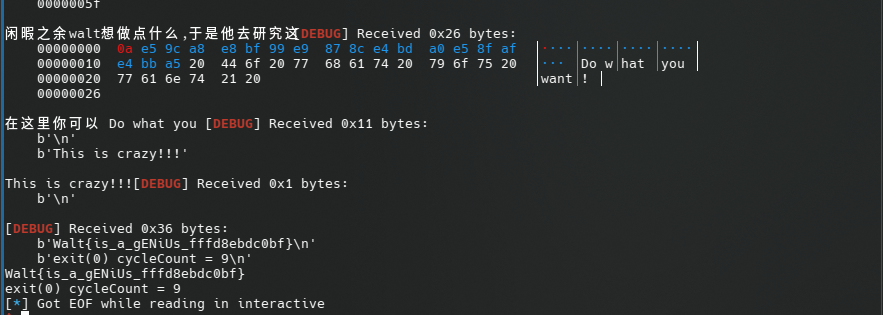 0000005f
闲暇之余walt想做点什么,于是他去研究这[DEBUG] Received 0x26 bytes:
00000000 0a e5 9c a8 e8 bf 99 e9 87 8c e4 bd a0 e5 8f af │····│····│····│····│
00000010 e4 bb a5 20 44 6f 20 77 68 61 74 20 79 6f 75 20 │··· │Do w│hat │you │
00000020 77 61 6e 74 21 20 │want│! │
00000026
在这里你可以 Do what you [DEBUG] Received 0x11 bytes:
b'\n'
b'This is crazy!!!'
This is crazy!!![DEBUG] Received 0x1 bytes:
b'\n'
[DEBUG] Received 0x36 bytes:
b'Walt{is_a_gENiUs_fffd8ebdc0bf}\n'
b'exit(0) cycleCount = 9\n'
Walt{is_a_gENiUs_fffd8ebdc0bf}
exit(0) cycleCount = 9
[*] Got EOF while reading in interactive